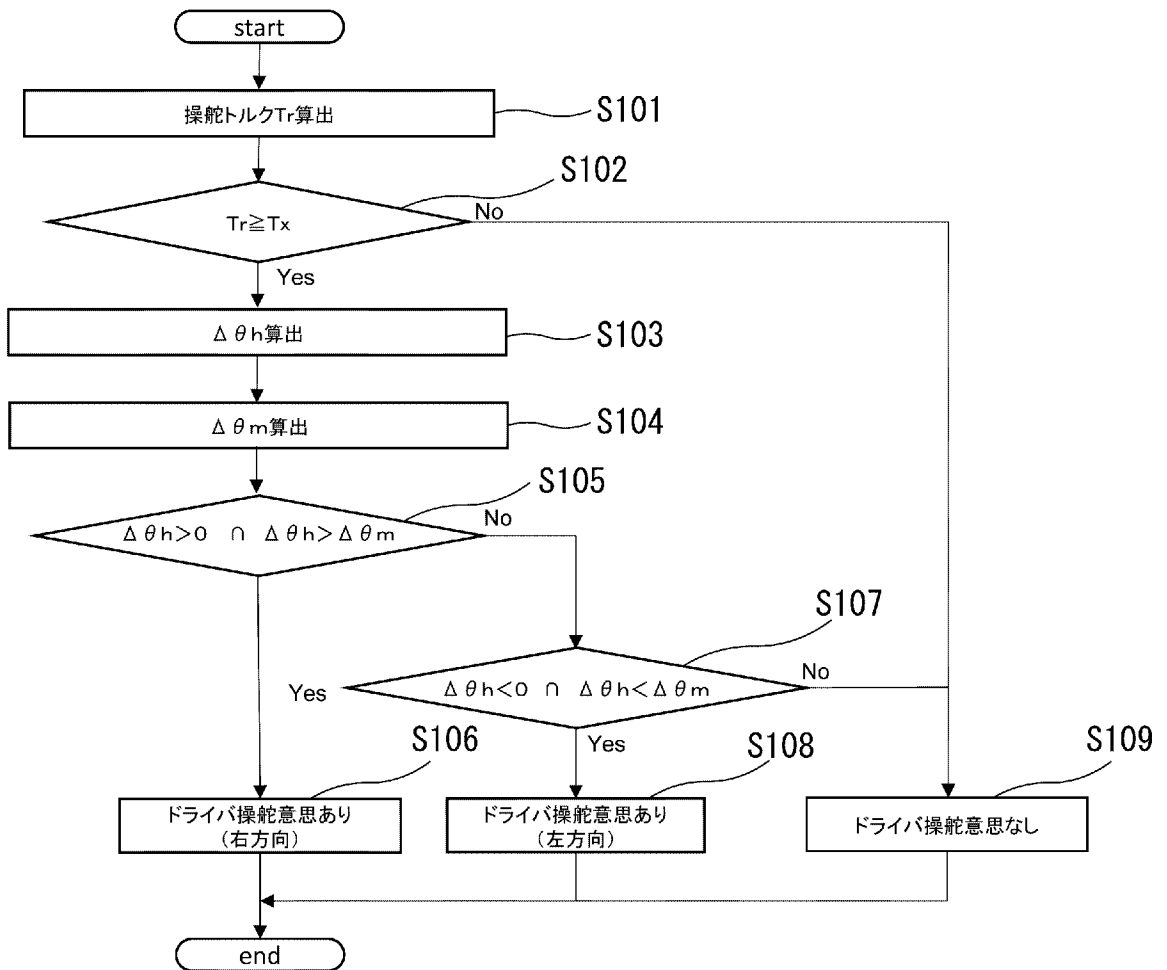 start
操舵トルクTr算出
S101
S102
Tr≧Tx
No
Yes
Δθh算出
S103
Δθm算出
S104
S105
Δθh>0 ∩ Δθh>Δθm
No
S107
Δθh<0 ∩ Δθh<Δθm
No
Yes
Yes
S106
S108
S109
ドライバ操舵意思あり
(右方向)
ドライバ操舵意思あり
(左方向)
ドライバ操舵意思なし
end